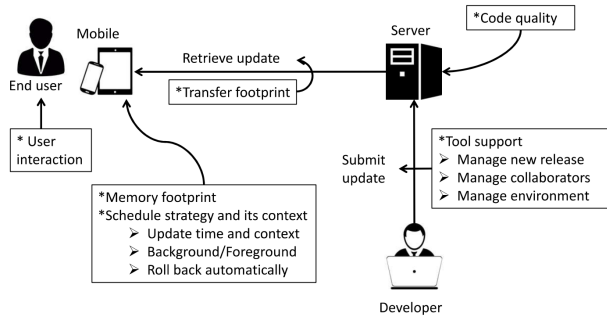 Server
*Code quality
Mobile
Retrieve update
*Transfer footprint
End user
* User
interaction
*Tool support
➢ Manage new release
➢ Manage collaborators
➢ Manage environment
Submit
update
*Memory footprint
*Schedule strategy and its context
➢ Update time and context
➢ Background/Foreground
➢ Roll back automatically
Developer